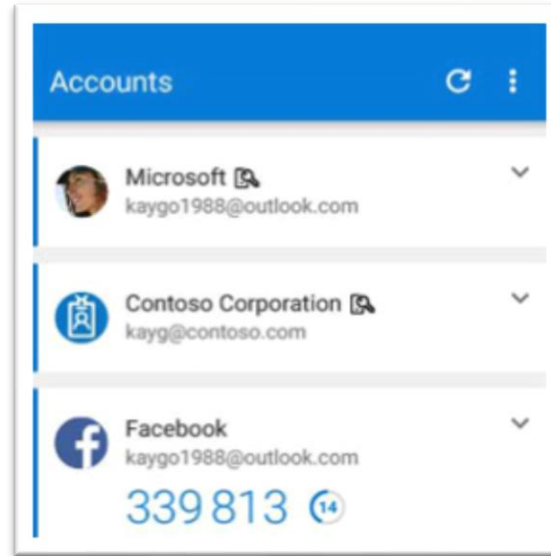 Accounts
Microsoft
kaygo1988@outlook.com
Contoso Corporation
kayg@contoso.com
Facebook
kaygo1988@outlook.com
339 813 14